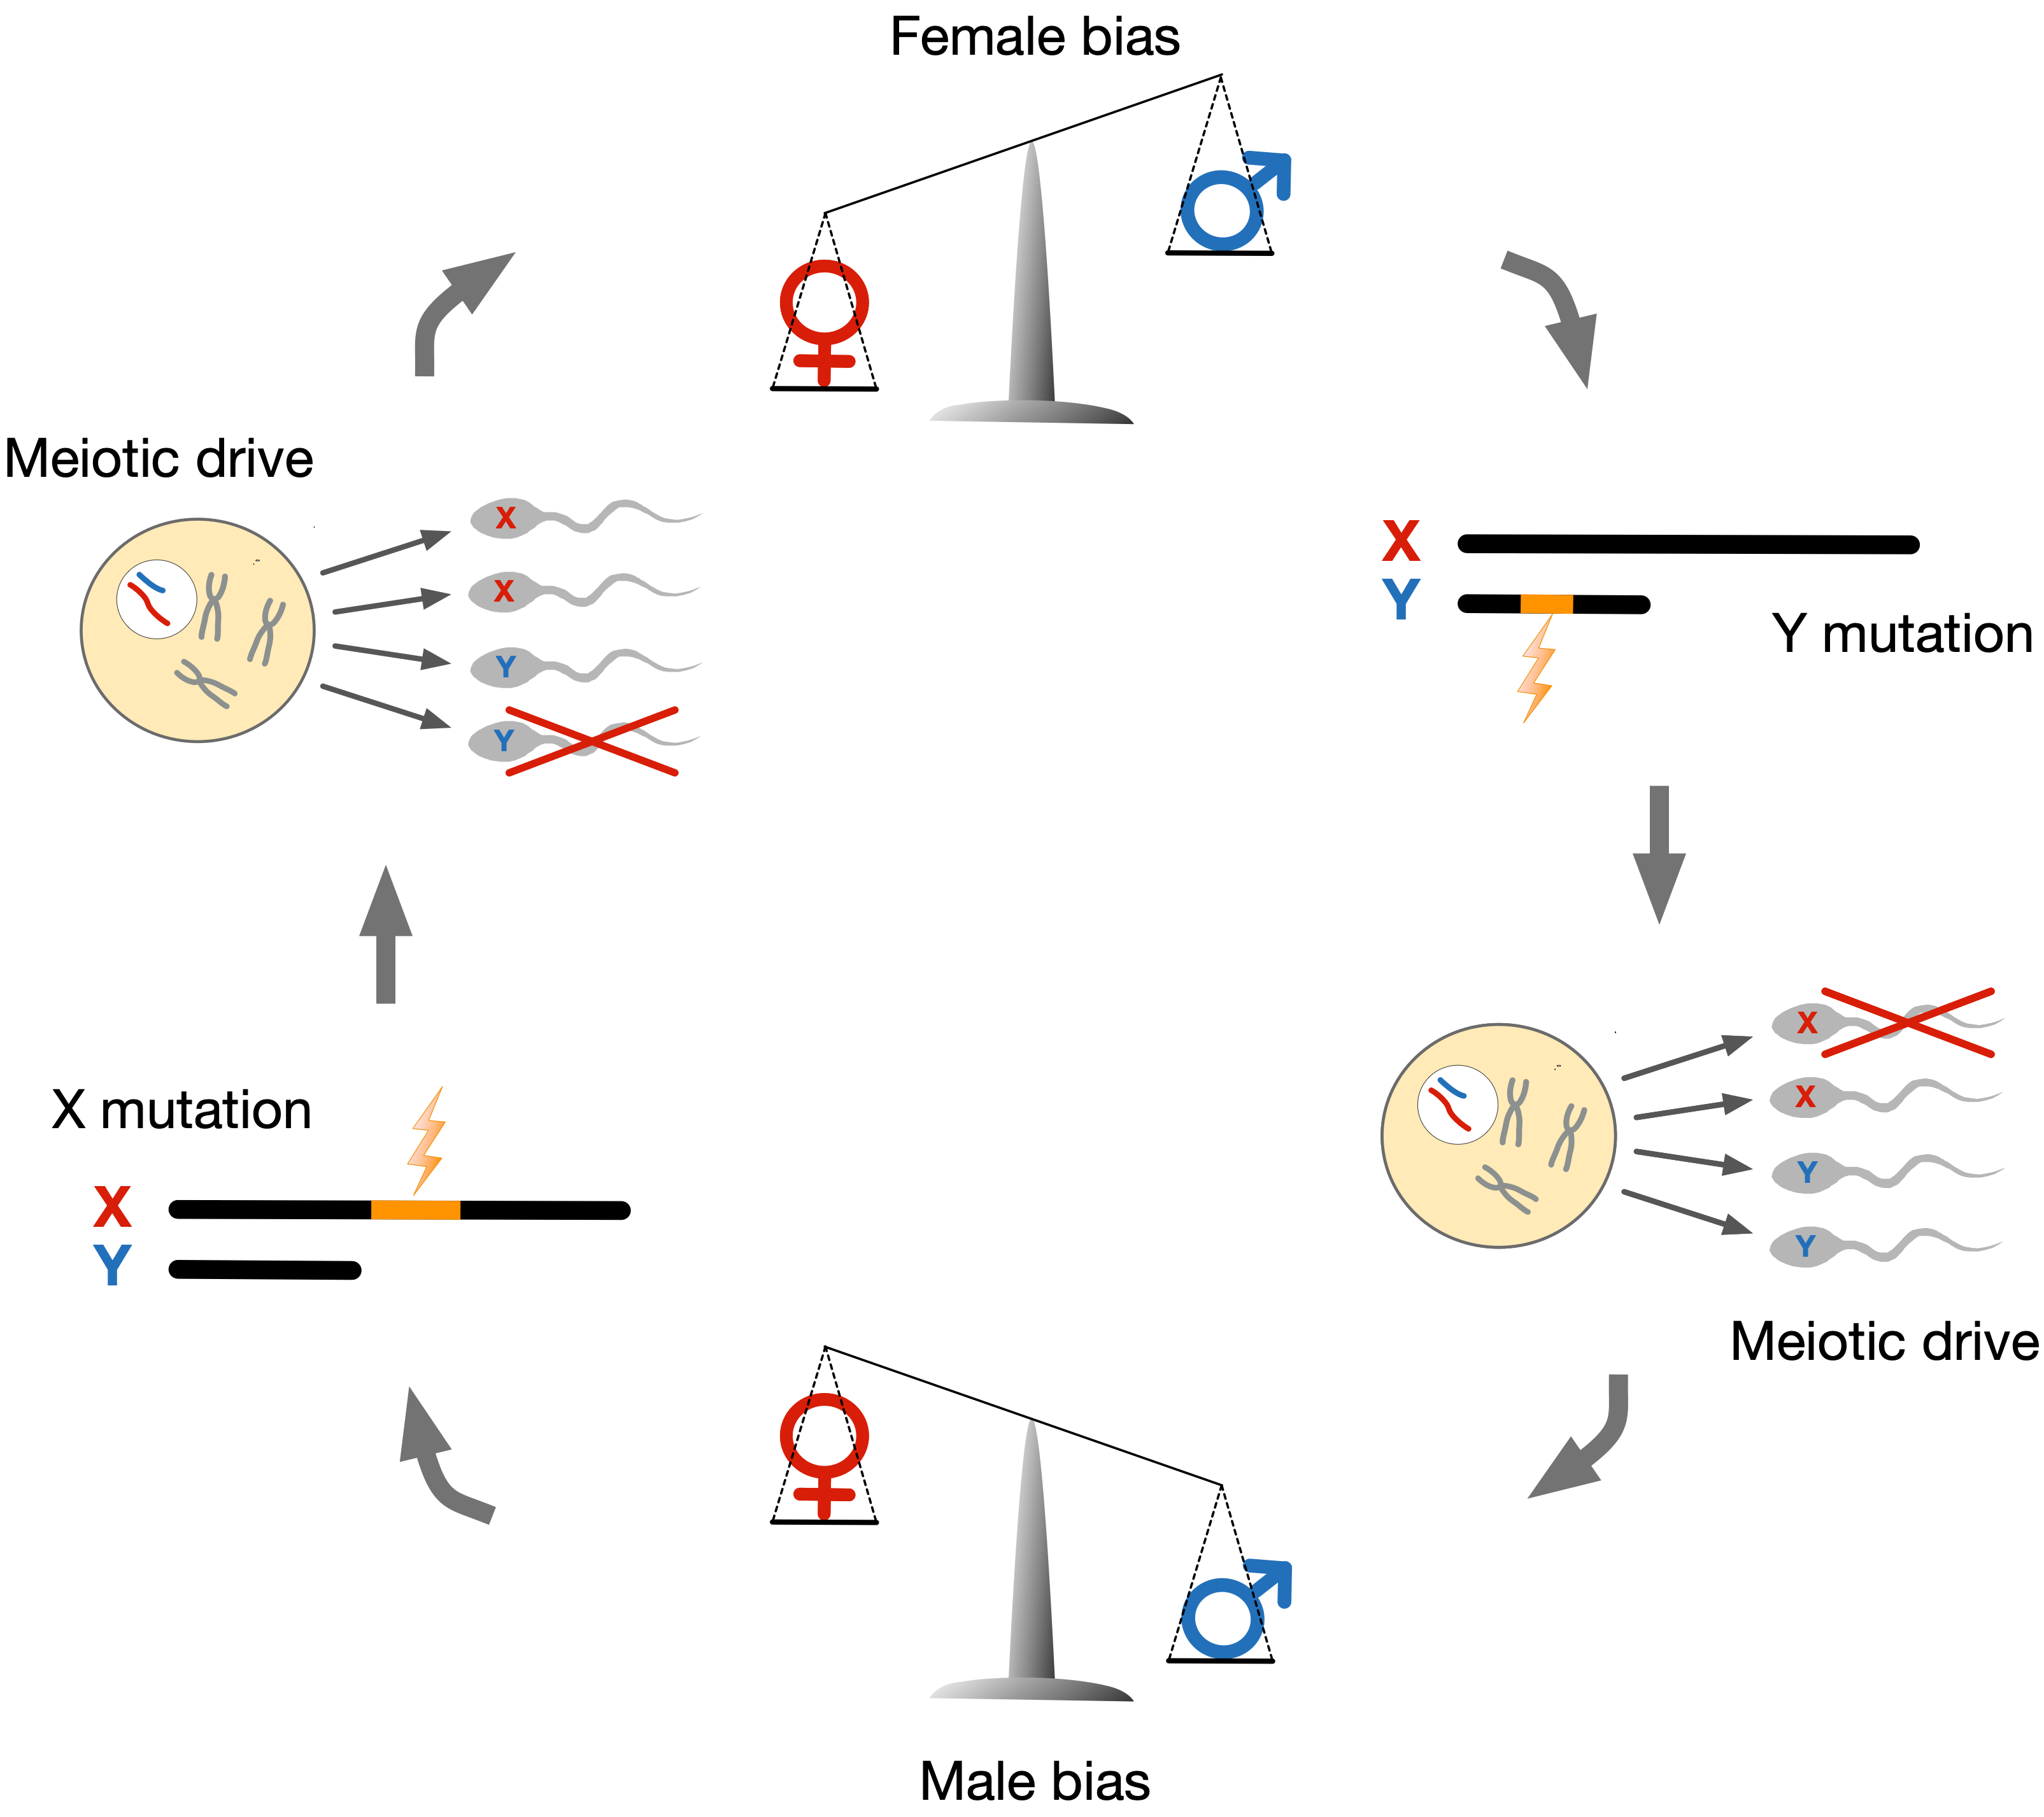 Female bias
Meiotic drive
X
X
Y
Y
X
Y
Y mutation
X
X
Y
Y
Meiotic drive
X mutation
X
Y
Male bias